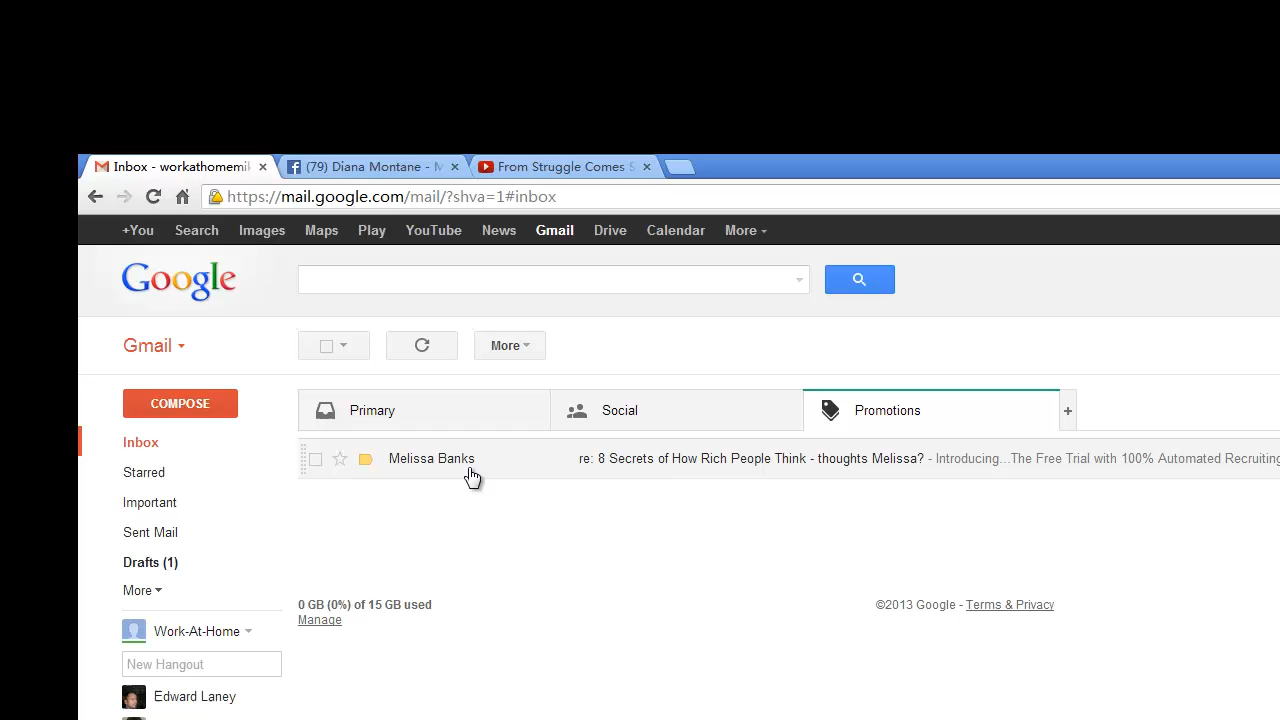 Inbox - workathomemik
(79) Diana Montane - M
From Struggle Comes S
https://mail.google.com/mail/?shva=1#inbox
+You Search Images Maps Play YouTube News Gmail Drive Calendar More
Google
Gmail
More
COMPOSE
Primary
Social
Promotions
+
Inbox
Starred
Important
Sent Mail
Drafts (1)
More
Melissa Banks re: 8 Secrets of How Rich People Think - thoughts Melissa? - Introducing...The Free Trial with 100% Automated Recruiting
0 GB (0%) of 15 GB used
Manage
©2013 Google - Terms & Privacy
Work-At-Home
New Hangout
Edward Laney